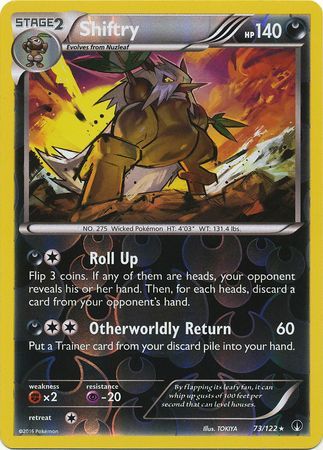 STAGE2
Shiftry
HP 140
Evolves from Nuzleaf
NO. 275 Wicked Pokémon HT: 4'03" WT: 131.4 lbs.
Roll Up
Flip 3 coins. If any of them are heads, your opponent
reveals his or her hand. Then, for each heads, discard a
card from your opponent's hand.
Otherworldly Return 60
Put a Trainer card from your discard pile into your hand.
weakness
×2
resistance
-20
retreat
By flapping its leafy fan, it can
whip up gusts of 100 feet per
second that can level houses.
©2016 Pokémon
Illus. TOKIYA
73/122 ★